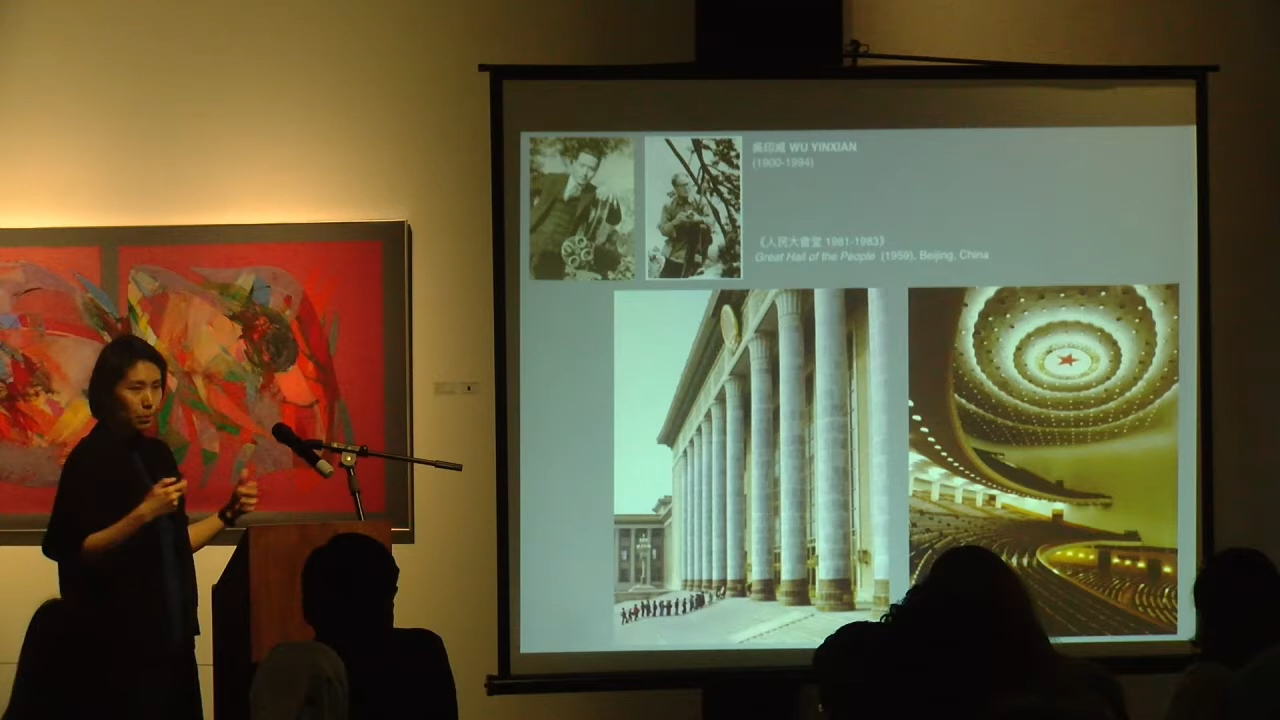 吳印咸 WU YINXIAN
(1900-1994)
《人民大會堂 1981-1983》
Great Hall of the People (1959), Beijing, China